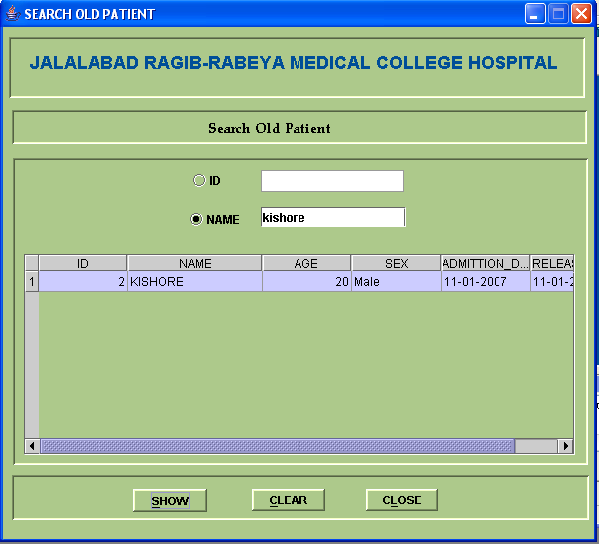 SEARCH OLD PATIENT
JALALABAD RAGIB-RABEYA MEDICAL COLLEGE HOSPITAL
Search Old Patient
ID
NAME kishore
ID NAME AGE SEX ADMITTION_D... RELEAS
1 2 KISHORE 20 Male 11-01-2007 11-01-2
SHOW CLEAR CLOSE